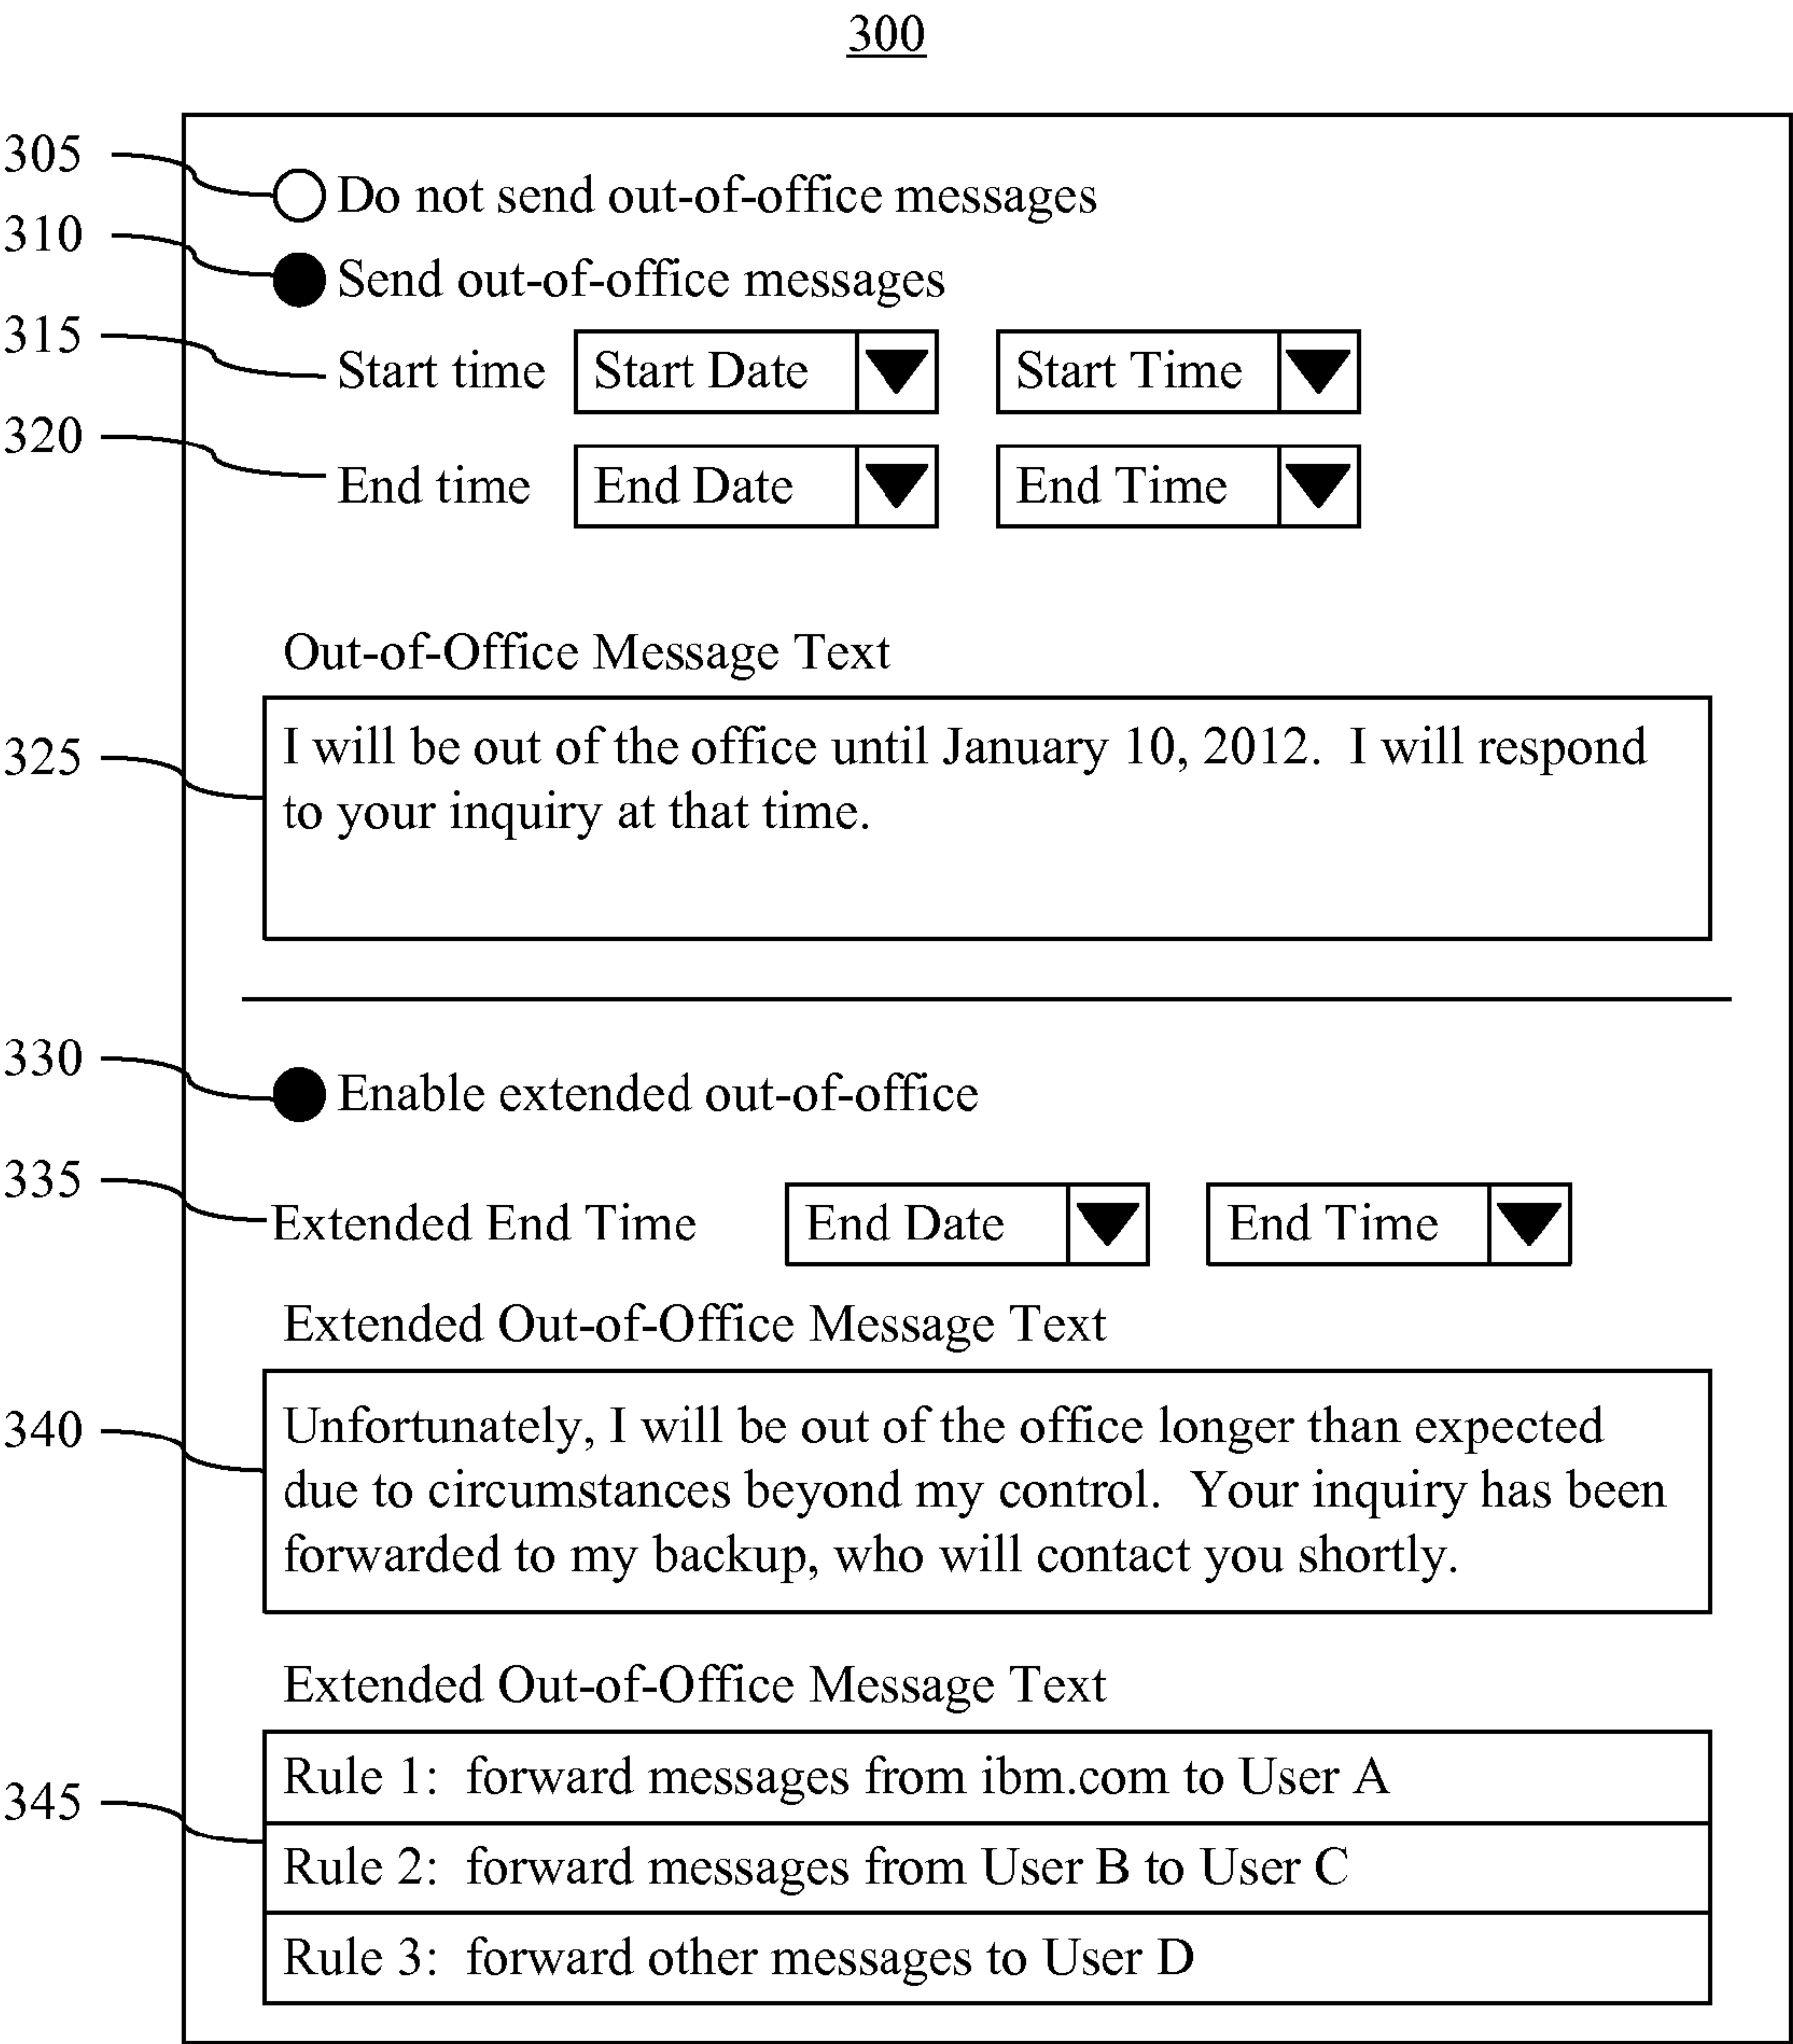 300
305
Do not send out-of-office messages
310
Send out-of-office messages
315
Start time Start Date Start Time
320
End time End Date End Time
Out-of-Office Message Text
325
I will be out of the office until January 10, 2012.  I will respond
to your inquiry at that time.
330
Enable extended out-of-office
335
Extended End Time End Date End Time
Extended Out-of-Office Message Text
340
Unfortunately, I will be out of the office longer than expected
due to circumstances beyond my control.  Your inquiry has been
forwarded to my backup, who will contact you shortly.
Extended Out-of-Office Message Text
345
Rule 1:  forward messages from ibm.com to User A
Rule 2:  forward messages from User B to User C
Rule 3:  forward other messages to User D